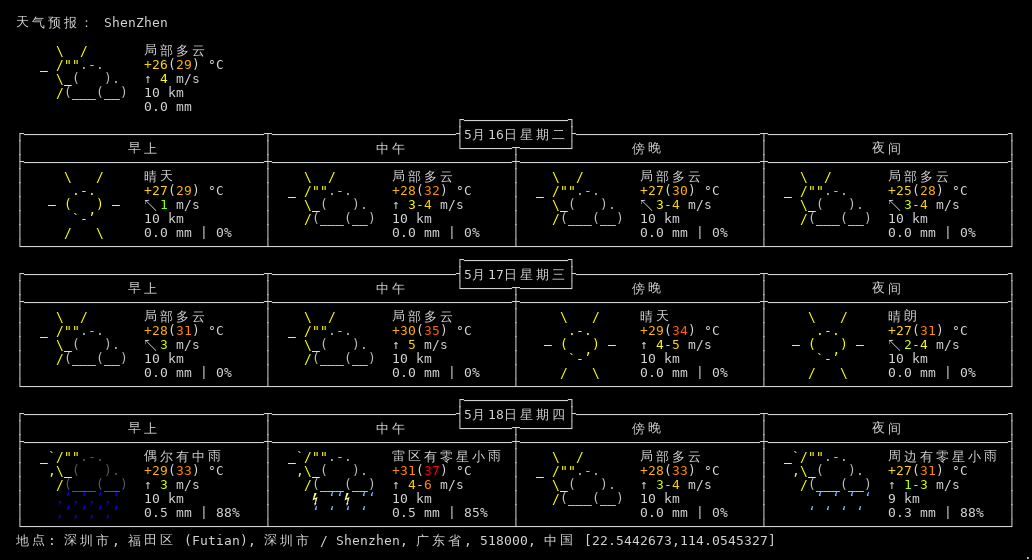 天气预报： ShenZhen
局部多云
+26(29) °C
↑ 4 m/s
10 km
0.0 mm
5月16日星期二
早上 中午 傍晚 夜间
晴天 局部多云 局部多云 局部多云
+27(29) °C +28(32) °C +27(30) °C +25(28) °C
↖ 1 m/s ↑ 3-4 m/s ↖ 3-4 m/s ↖ 3-4 m/s
10 km 10 km 10 km 10 km
0.0 mm | 0% 0.0 mm | 0% 0.0 mm | 0% 0.0 mm | 0%
5月17日星期三
早上 中午 傍晚 夜间
局部多云 局部多云 晴天 晴朗
+28(31) °C +30(35) °C +29(34) °C +27(31) °C
↖ 3 m/s ↑ 5 m/s ↑ 4-5 m/s ↖ 2-4 m/s
10 km 10 km 10 km 10 km
0.0 mm | 0% 0.0 mm | 0% 0.0 mm | 0% 0.0 mm | 0%
5月18日星期四
早上 中午 傍晚 夜间
偶尔有中雨 雷区有零星小雨 局部多云 周边有零星小雨
+29(33) °C +31(37) °C +28(33) °C +27(31) °C
↑ 3 m/s ↑ 4-6 m/s ↑ 3-4 m/s ↑ 1-3 m/s
10 km 10 km 10 km 9 km
0.5 mm | 88% 0.5 mm | 85% 0.0 mm | 0% 0.3 mm | 88%
地点: 深圳市, 福田区 (Futian), 深圳市 / Shenzhen, 广东省, 518000, 中国 [22.5442673,114.0545327]